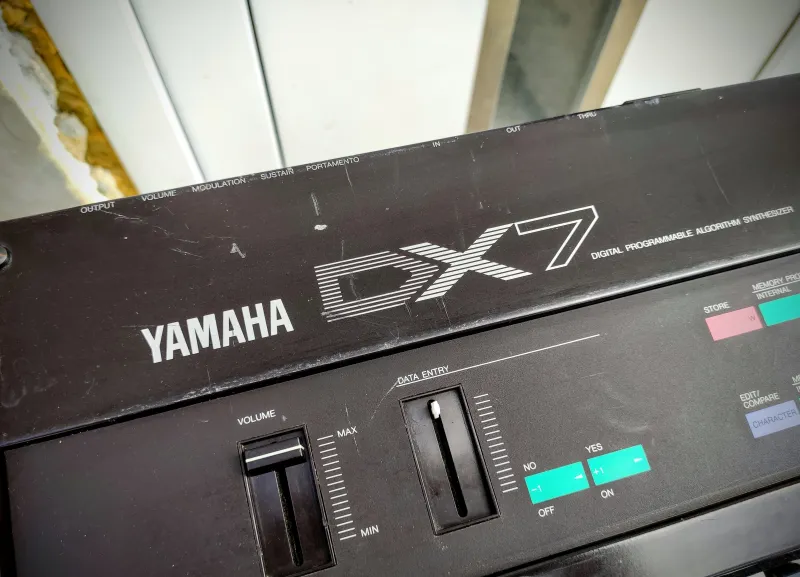 OUTPUT VOLUME MODULATION SUSTAIN PORTAMENTO IN OUT THRU
YAMAHA DX7 DIGITAL PROGRAMMABLE ALGORITHM SYNTHESIZER
MEMORY
INTERNAL
STORE
DATA ENTRY
VOLUME
MAX
MIN
NO
YES
-1
+1
OFF
ON
EDIT/
COMPARE
CHARACTER